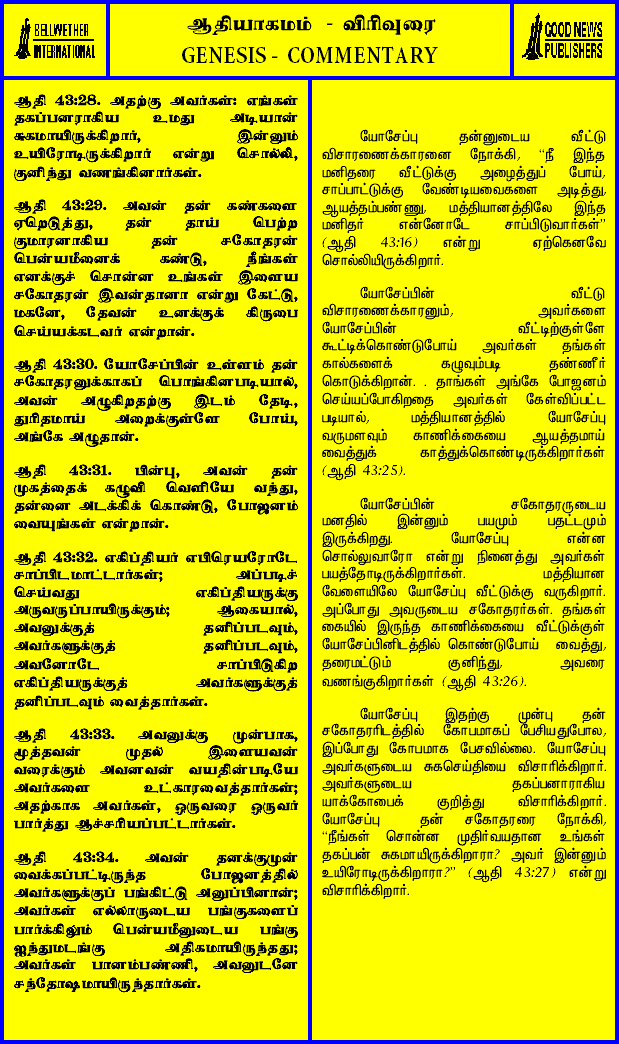 BELLWETHER
INTERNATIONAL
ஆதியாகமம் - விரிவுரை
GENESIS - COMMENTARY
GOOD NEWS
PUBLISHERS
ஆதி 43:28. அதற்கு அவர்கள்: எங்கள்
தகப்பனராகிய உமது அடியான்
சுகமாயிருக்கிறார், இன்னும்
உயிரோடிருக்கிறார் என்று சொல்லி,
குனிந்து வணங்கினார்கள்.
ஆதி 43:29. அவன் தன் கண்களை
ஏறெடுத்து, தன் தாய் பெற்ற
குமாரனாகிய தன் சகோதரன்
பென்யமீனைக் கண்டு, நீங்கள்
எனக்குச் சொன்ன உங்கள் இளைய
சகோதரன் இவன்தானா என்று கேட்டு,
மகனே, தேவன் உனக்குக் கிருபை
செய்யக்கடவர் என்றான்.
ஆதி 43:30. யோசேப்பின் உள்ளம் தன்
சகோதரனுக்காகப் பொங்கினபடியால்,
அவன் அழுகிறதற்கு இடம் தேடி,
துரிதமாய் அறைக்குள்ளே போய்,
அங்கே அழுதான்.
ஆதி 43:31. பின்பு, அவன் தன்
முகத்தைக் கழுவி வெளியே வந்து,
தன்னை அடக்கிக் கொண்டு, போஜனம்
வையுங்கள் என்றான்.
ஆதி 43:32. எகிப்தியர் எபிரெயரோடே
சாப்பிடமாட்டார்கள்; அப்படிச்
செய்வது எகிப்தியருக்கு
அருவருப்பாயிருக்கும்; ஆகையால்,
அவனுக்குத் தனிப்படவும்,
அவர்களுக்குத் தனிப்படவும்,
அவனோடே சாப்பிடுகிற
எகிப்தியருக்குத் அவர்களுக்குத்
தனிப்படவும் வைத்தார்கள்.
ஆதி 43:33. அவனுக்கு முன்பாக,
மூத்தவன் முதல் இளையவன்
வரைக்கும் அவனவன் வயதின்படியே
அவர்களை உட்காரவைத்தார்கள்;
அதற்காக அவர்கள், ஒருவரை ஒருவர்
பார்த்து ஆச்சரியப்பட்டார்கள்.
ஆதி 43:34. அவன் தனக்குமுன்
வைக்கப்பட்டிருந்த போஜனத்தில்
அவர்களுக்குப் பங்கிட்டு அனுப்பினான்;
அவர்கள் எல்லாருடைய பங்குகளைப்
பார்க்கிலும் பென்யமீனுடைய பங்கு
ஐந்துமடங்கு அதிகமாயிருந்தது;
அவர்கள் பானம்பண்ணி, அவனுடனே
சந்தோஷமாயிருந்தார்கள்.
யோசேப்பு தன்னுடைய வீட்டு
விசாரணைக்காரனை நோக்கி, “நீ இந்த
மனிதரை வீட்டுக்கு அழைத்துப் போய்,
சாப்பாட்டுக்கு வேண்டியவைகளை அடித்து,
ஆயத்தம்பண்ணு, மத்தியானத்திலே இந்த
மனிதர் என்னோடே சாப்பிடுவார்கள்”
(ஆதி 43:16) என்று ஏற்கெனவே
சொல்லியிருக்கிறார்.
யோசேப்பின் வீட்டு
விசாரணைக்காரனும், அவர்களை
யோசேப்பின் வீட்டிற்குள்ளே
கூட்டிக்கொண்டுபோய் அவர்கள் தங்கள்
கால்களைக் கழுவும்படி தண்ணீர்
கொடுக்கிறான். . தாங்கள் அங்கே போஜனம்
செய்யப்போகிறதை அவர்கள் கேள்விப்பட்ட
படியால், மத்தியானத்தில் யோசேப்பு
வருமளவும் காணிக்கையை ஆயத்தமாய்
வைத்துக் காத்துக்கொண்டிருக்கிறார்கள்
(ஆதி 43:25).
யோசேப்பின் சகோதரருடைய
மனதில் இன்னும் பயமும் பதட்டமும்
இருக்கிறது. யோசேப்பு என்ன
சொல்லுவாரோ என்று நினைத்து அவர்கள்
பயத்தோடிருக்கிறார்கள். மத்தியான
வேளையிலே யோசேப்பு வீட்டுக்கு வருகிறார்.
அப்போது அவருடைய சகோதரர்கள். தங்கள்
கையில் இருந்த காணிக்கையை வீட்டுக்குள்
யோசேப்பினிடத்தில் கொண்டுபோய் வைத்து,
தரைமட்டும் குனிந்து, அவரை
வணங்குகிறார்கள் (ஆதி 43:26).
யோசேப்பு இதற்கு முன்பு தன்
சகோதரரிடத்தில் கோபமாகப் பேசியதுபோல,
இப்போது கோபமாக பேசவில்லை. யோசேப்பு
அவர்களுடைய சுகசெய்தியை விசாரிக்கிறார்.
அவர்களுடைய தகப்பனாராகிய
யாக்கோபைக் குறித்து விசாரிக்கிறார்.
யோசேப்பு தன் சகோதரரை நோக்கி,
“நீங்கள் சொன்ன முதிர்வயதான உங்கள்
தகப்பன் சுகமாயிருக்கிறாரா? அவர் இன்னும்
உயிரோடிருக்கிறாரா?” (ஆதி 43:27) என்று
விசாரிக்கிறார்.